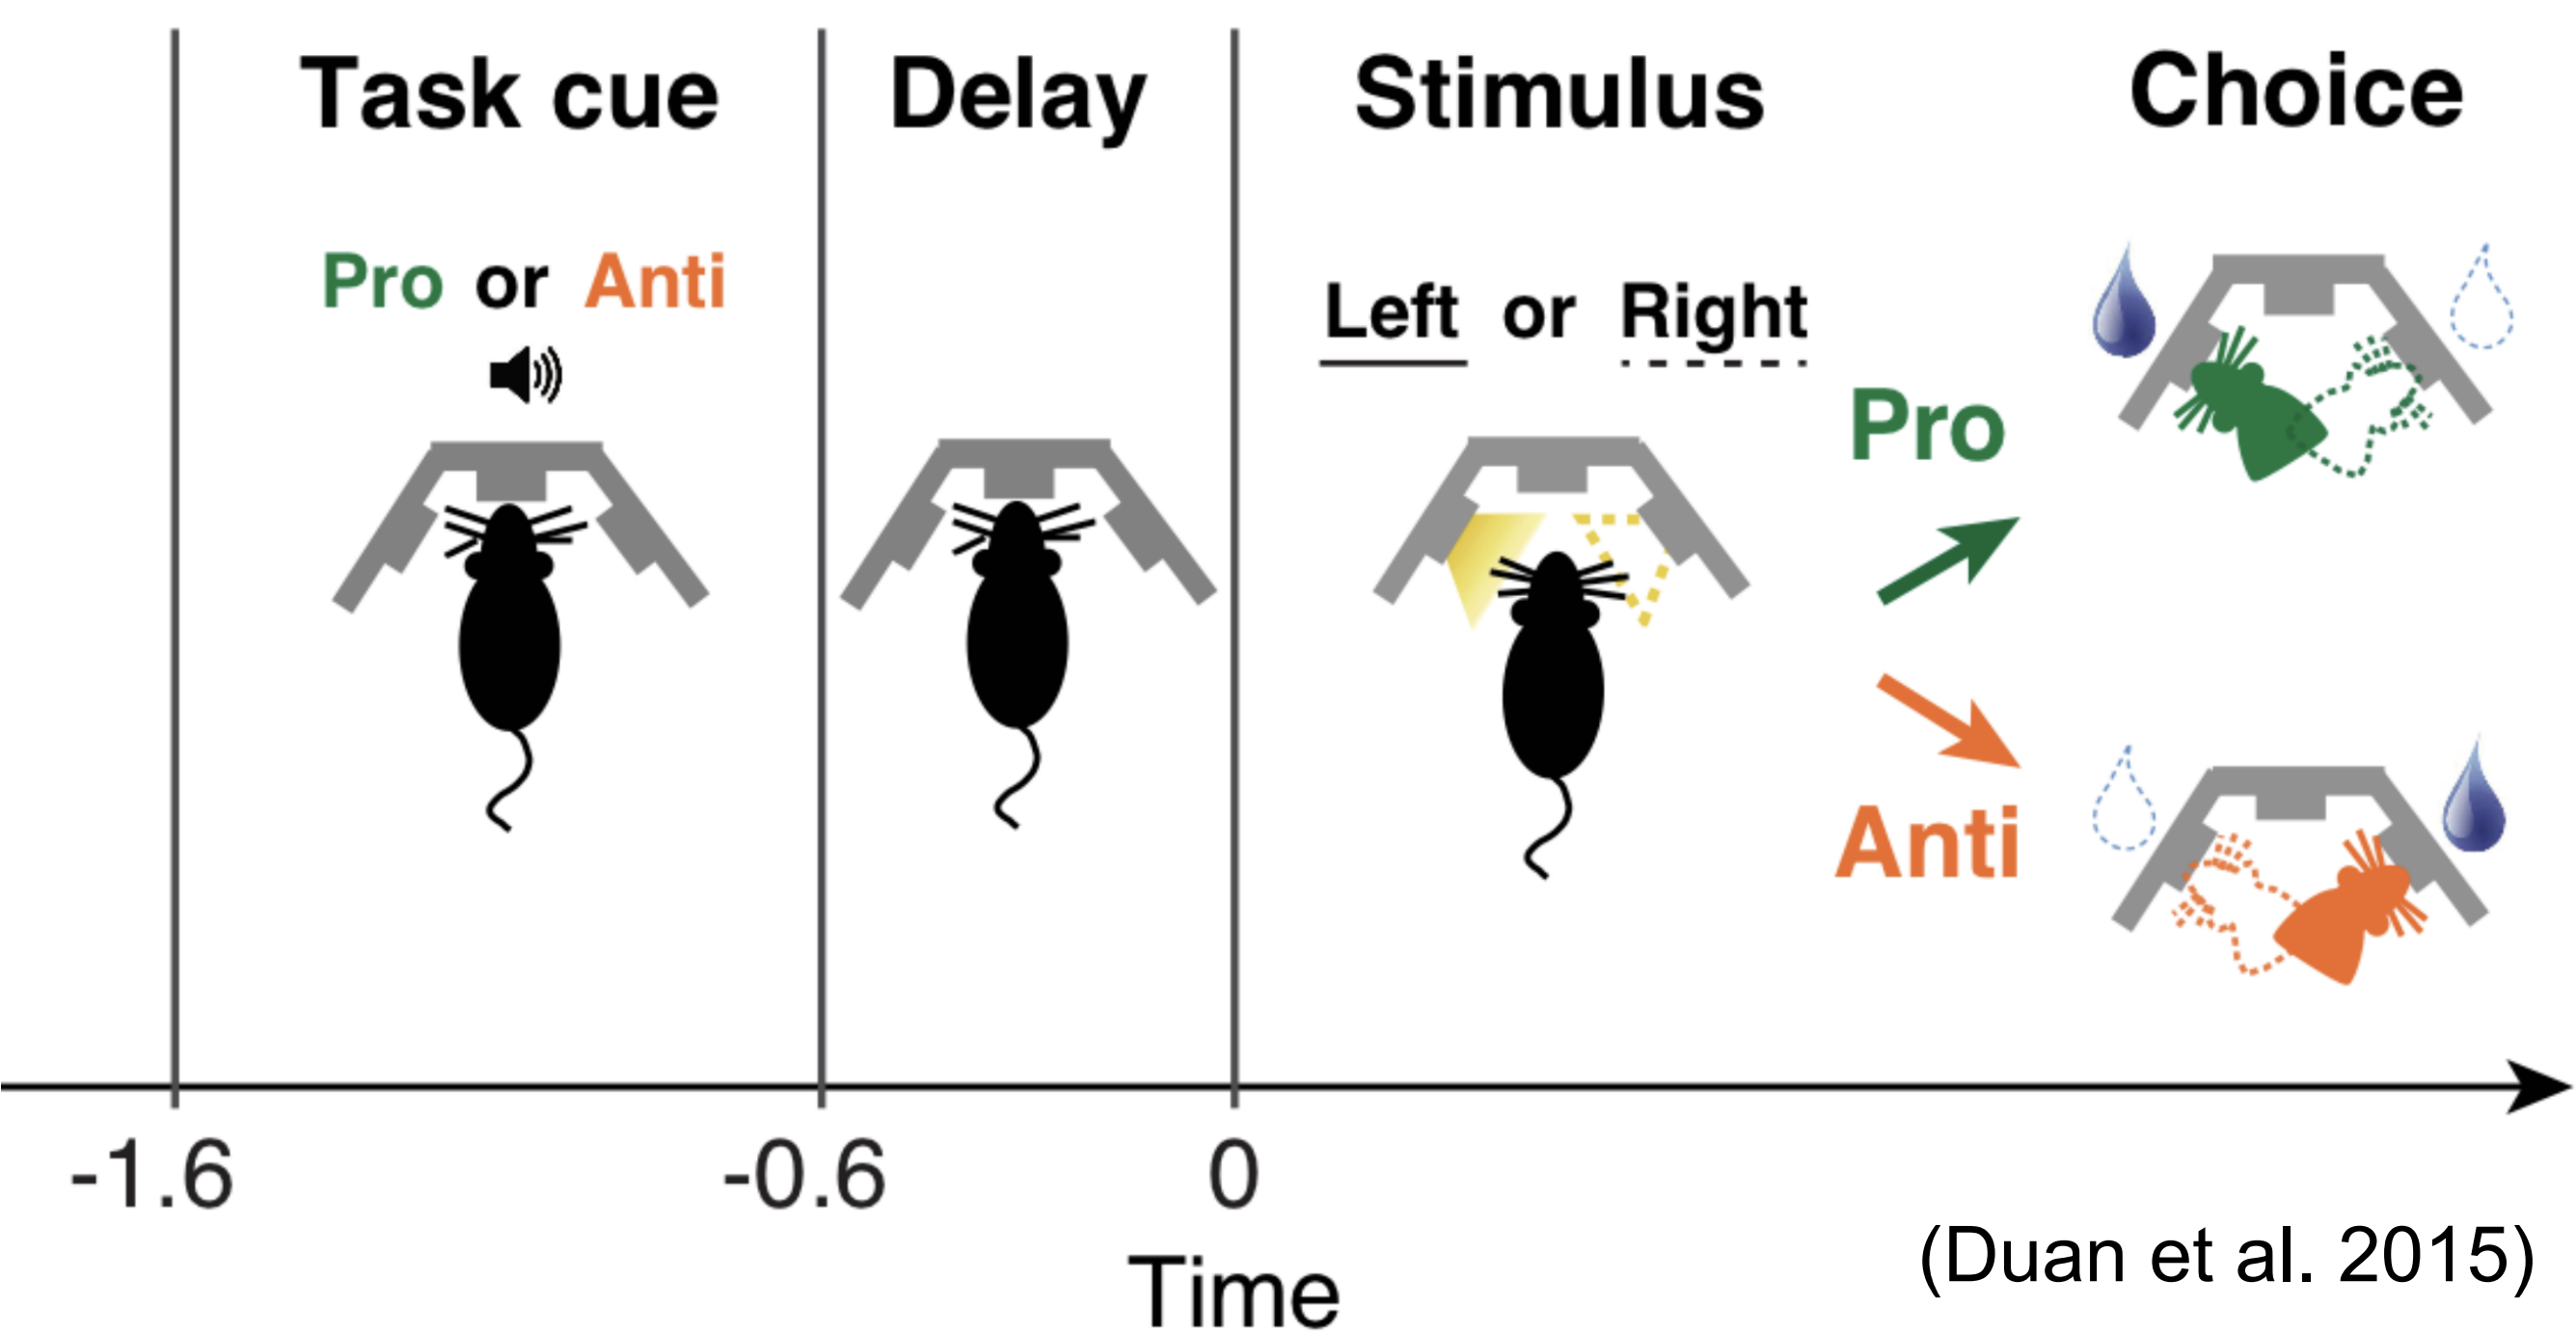 Task cue
Delay
Stimulus
Choice
Pro or Anti
Left or Right
Pro
Anti
-1.6
-0.6
0
Time
(Duan et al. 2015)